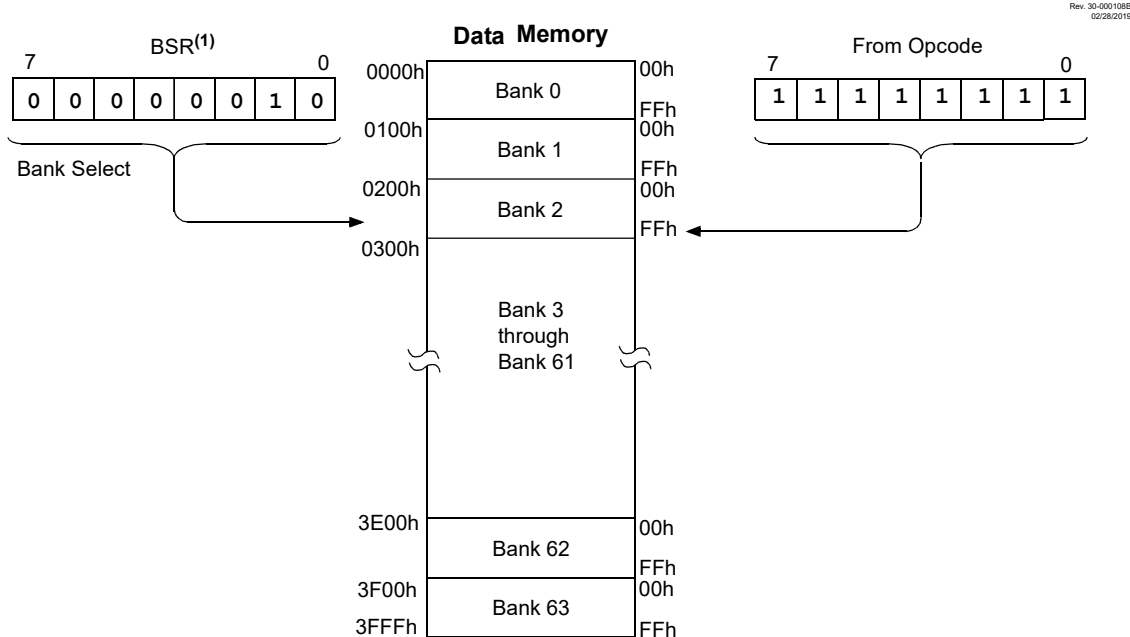 Rev. 30-000108B
02/28/2019
Data Memory
BSR(1)
From Opcode
7 0
0 0 0 0 0 0 1 0
Bank Select
7 0
1 1 1 1 1 1 1 1
0000h Bank 0 00h
FFh
0100h Bank 1 00h
FFh
0200h Bank 2 00h
FFh
0300h
Bank 3
through
Bank 61
3E00h Bank 62 00h
FFh
3F00h Bank 63 00h
3FFFh FFh